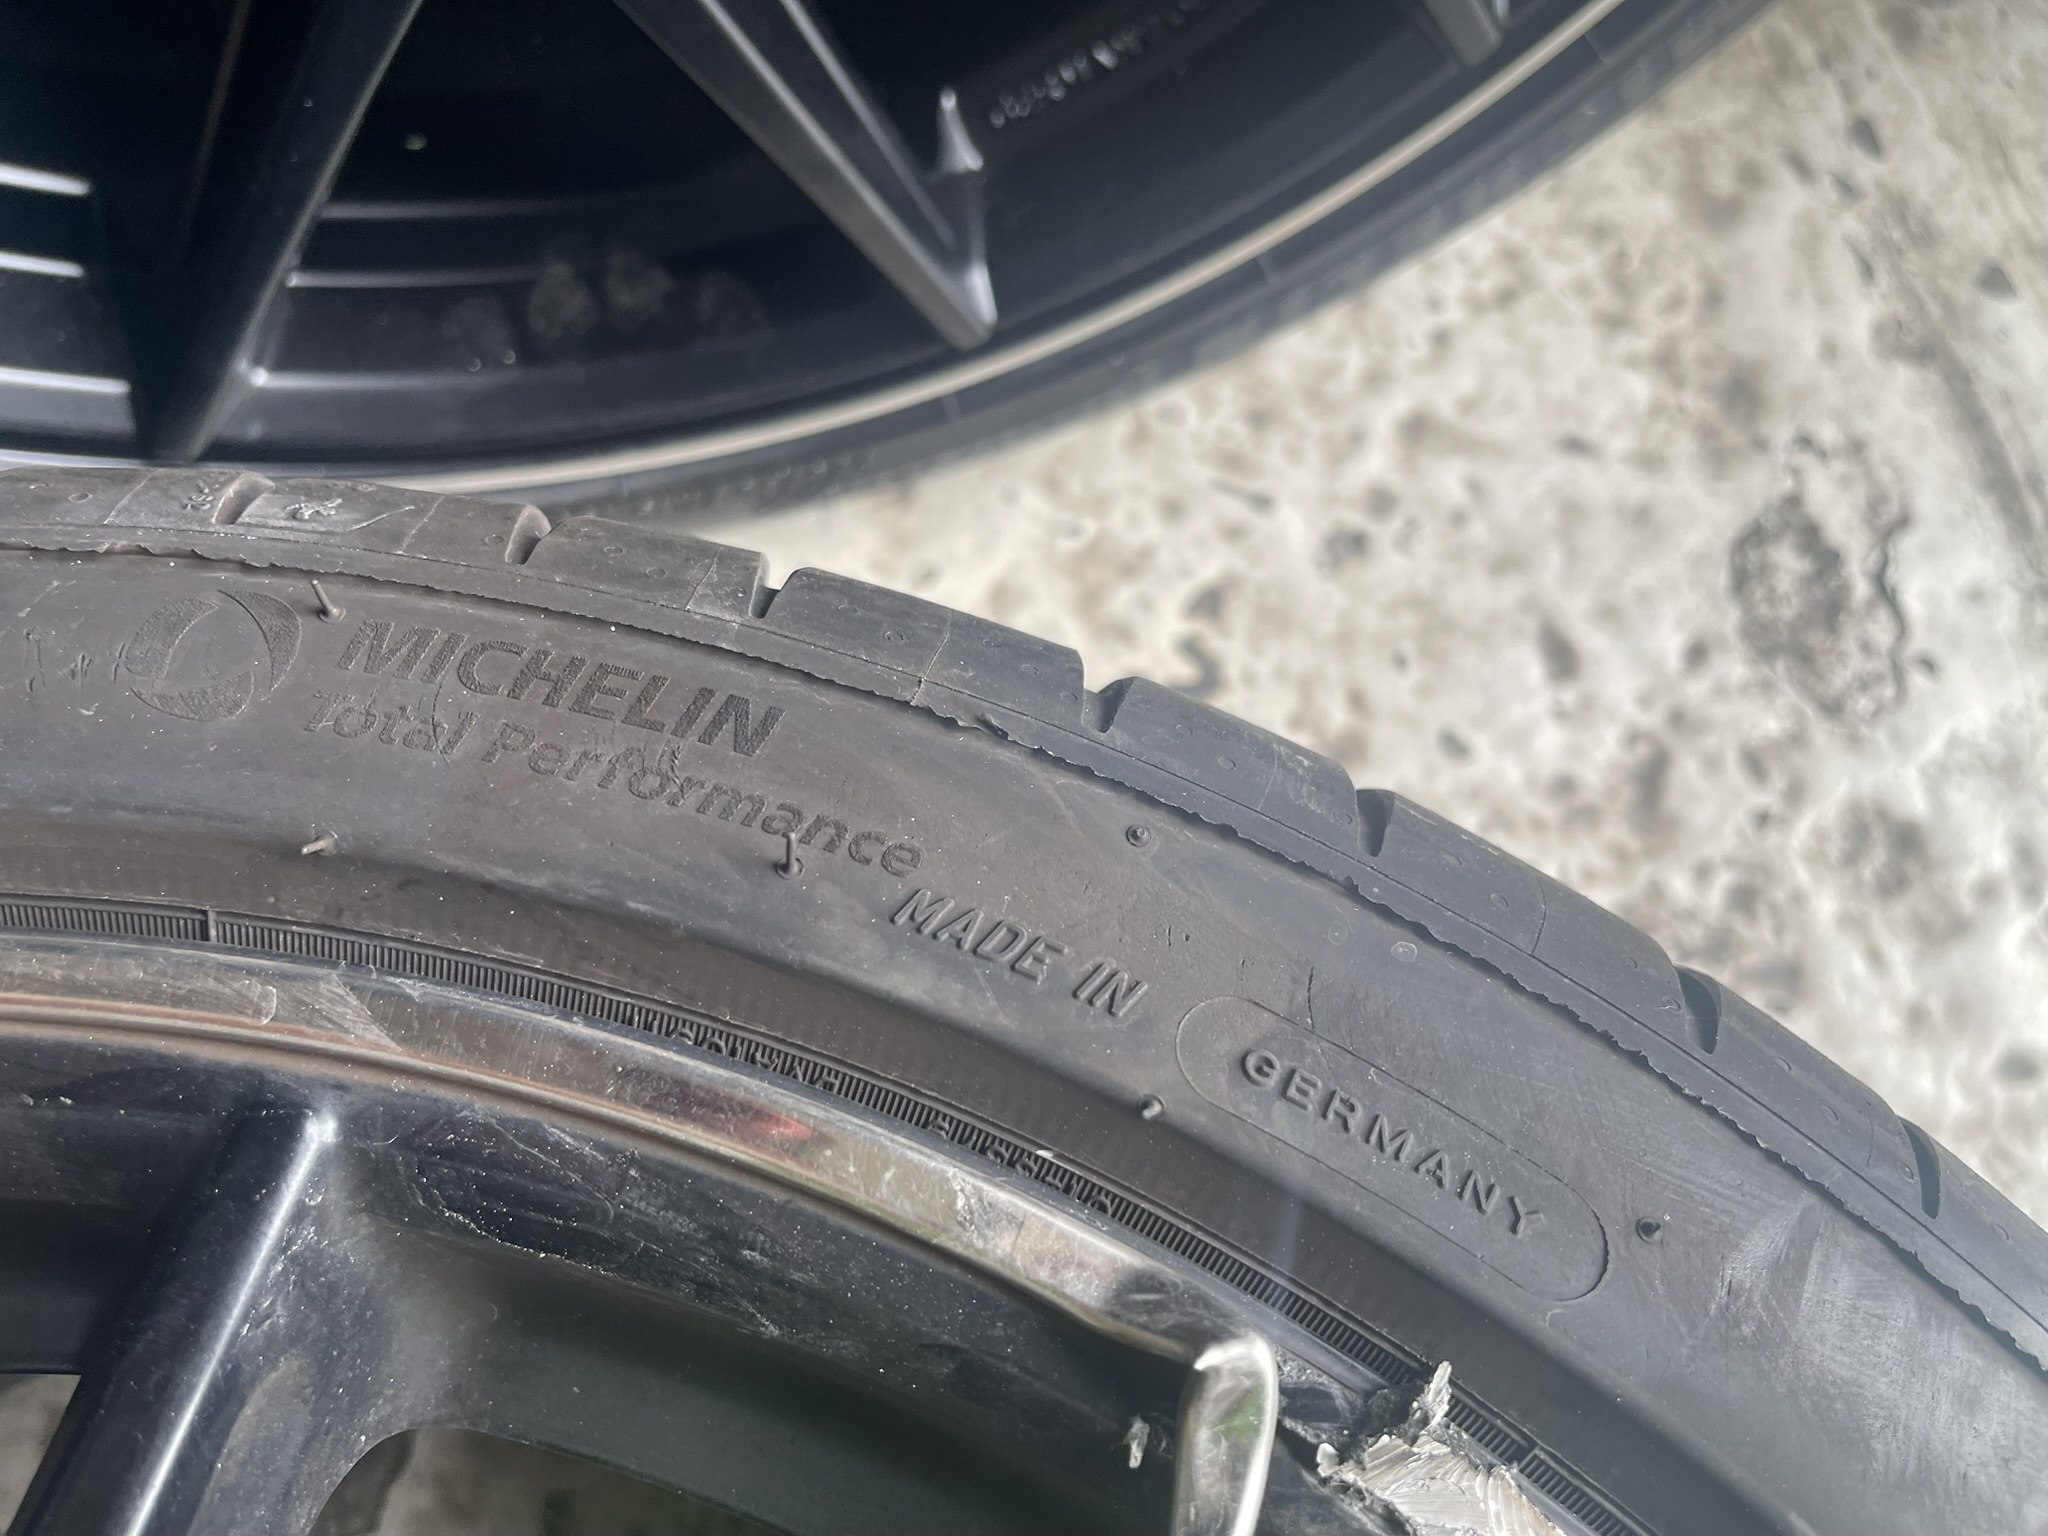 MICHELIN
Total Performance
MADE IN
GERMANY